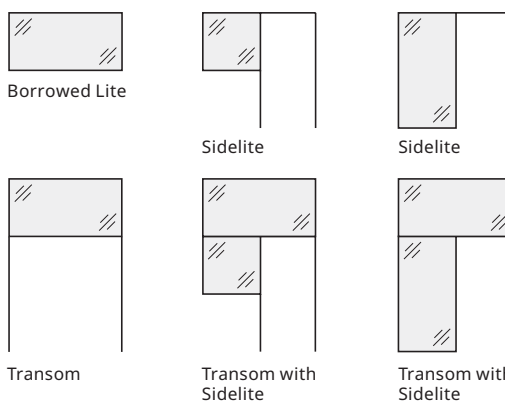 Borrowed Lite
Sidelite
Sidelite
Transom
Transom with
Sidelite
Transom with
Sidelite